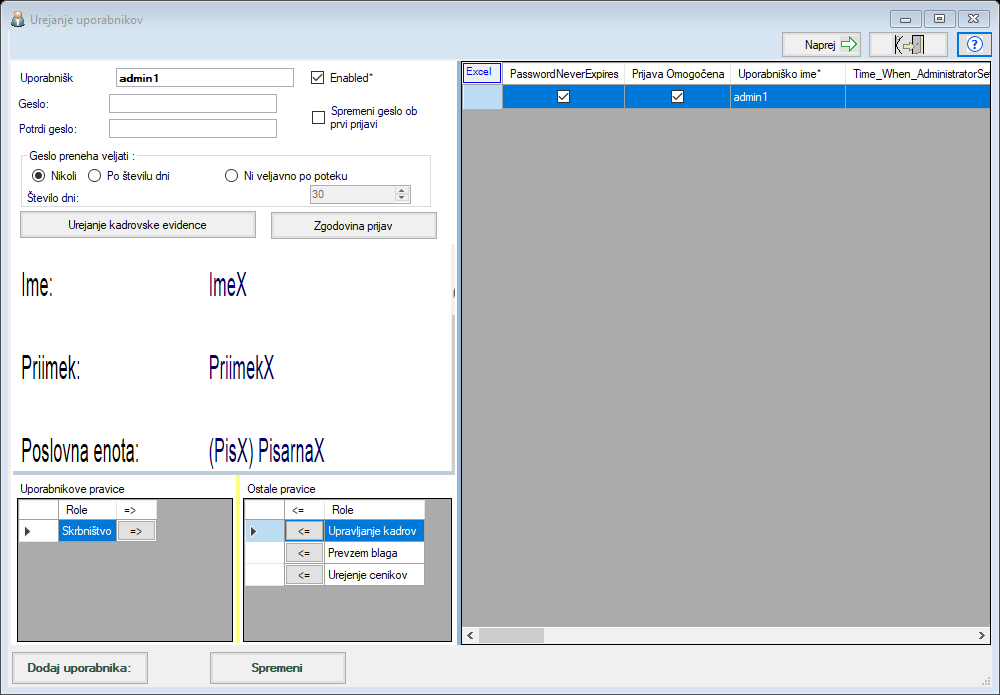 Urejanje uporabnikov
Naprej
?
Uporabnišk admin1 Enabled*
Geslo:
Potrdi geslo:
Spremeni geslo ob
prvi prijavi
Geslo preneha veljati :
Nikoli Po številu dni Ni veljavno po poteku
Število dni: 30
Urejanje kadrovske evidence Zgodovina prijav
Ime: ImeX
Priimek: PriimekX
Poslovna enota: (PisX) PisarnaX
Uporabnikove pravice
Role =>
Skrbništvo =>
Ostale pravice
<= Role
<= Upravljanje kadrov
<= Prevzem blaga
<= Urejenje cenikov
Excel PasswordNeverExpires Prijava Omogočena Uporabniško ime* Time_When_AdministratorSe
admin1
Dodaj uporabnika: Spremeni